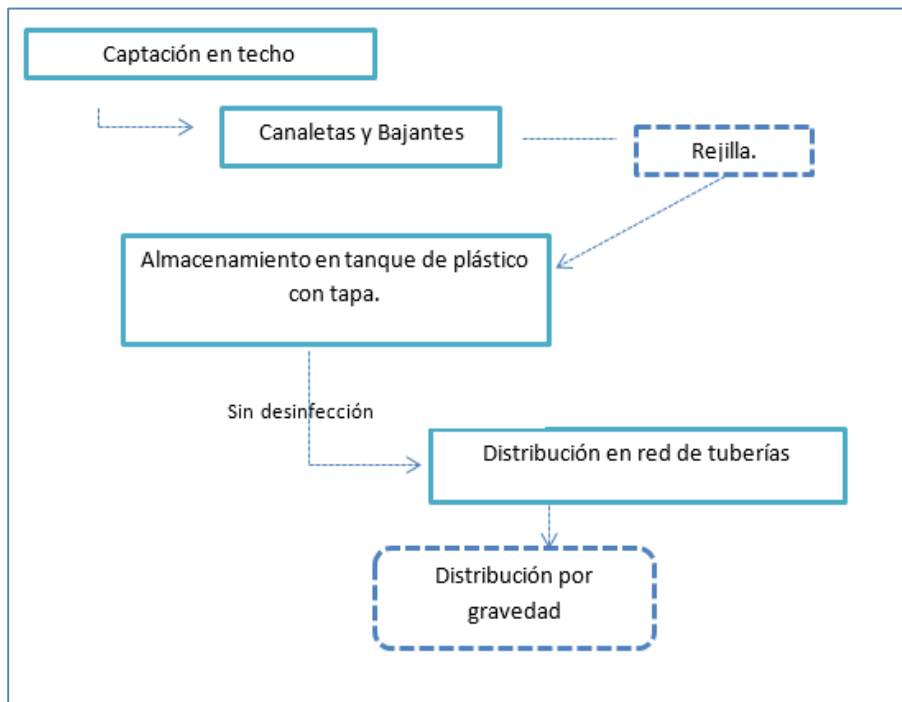 Captación en techo
Canaletas y Bajantes
Rejilla.
Almacenamiento en tanque de plástico
con tapa.
Sin desinfección
Distribución en red de tuberías
Distribución por
gravedad